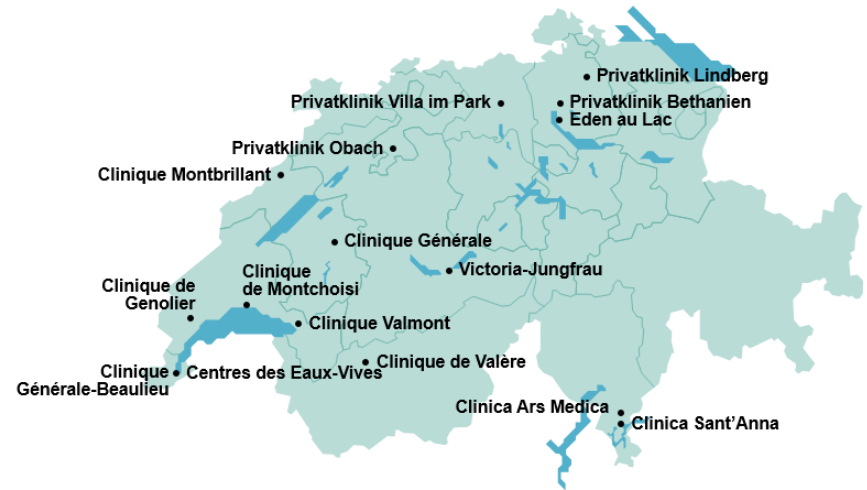 Privatklinik Lindberg
Privatklinik Villa im Park
Privatklinik Bethanien
Eden au Lac
Privatklinik Obach
Clinique Montbrillant
Clinique Générale
Victoria-Jungfrau
Clinique
de Montchoisi
Clinique de
Genolier
Clinique Valmont
Clinique de Valère
Clinique
Générale-Beaulieu
Centres des Eaux-Vives
Clinica Ars Medica
Clinica Sant’Anna